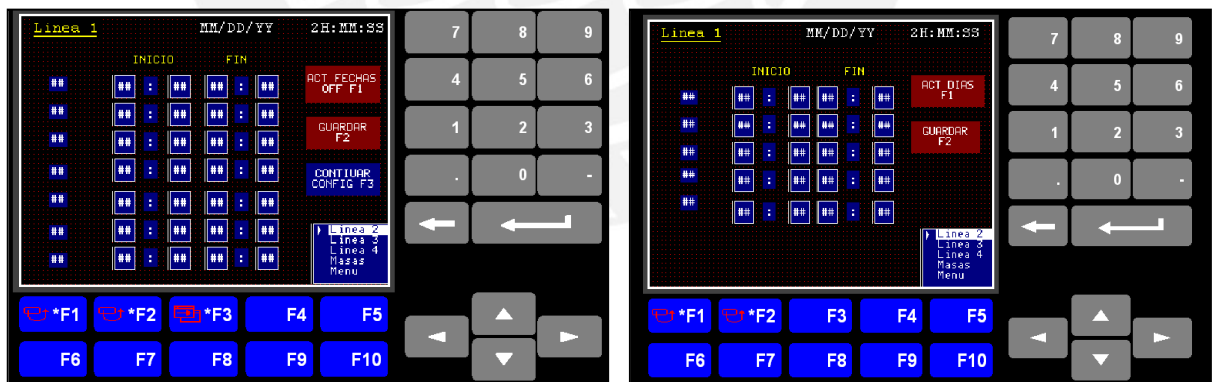 Linea 1 MM/DD/YY 2H:MM:SS
INICIO FIN
## ## : ## ## : ##
## ## : ## ## : ##
## ## : ## ## : ##
## ## : ## ## : ##
## ## : ## ## : ##
## ## : ## ## : ##
## ## : ## ## : ##
ACT FECHAS
OFF F1
GUARDAR
F2
CONTIUAR
CONFIG F3
Linea 2
Linea 3
Linea 4
Masas
Menu
*F1 *F2 *F3 F4 F5
F6 F7 F8 F9 F10
7 8 9
4 5 6
1 2 3
. 0 -
Linea 1 MM/DD/YY 2H:MM:SS
INICIO FIN
## ## : ## ## : ##
## ## : ## ## : ##
## ## : ## ## : ##
## ## : ## ## : ##
## ## : ## ## : ##
ACT DIAS
F1
GUARDAR
F2
Linea 2
Linea 3
Linea 4
Masas
Menu
*F1 *F2 F3 F4 F5
F6 F7 F8 F9 F10
7 8 9
4 5 6
1 2 3
. 0 -